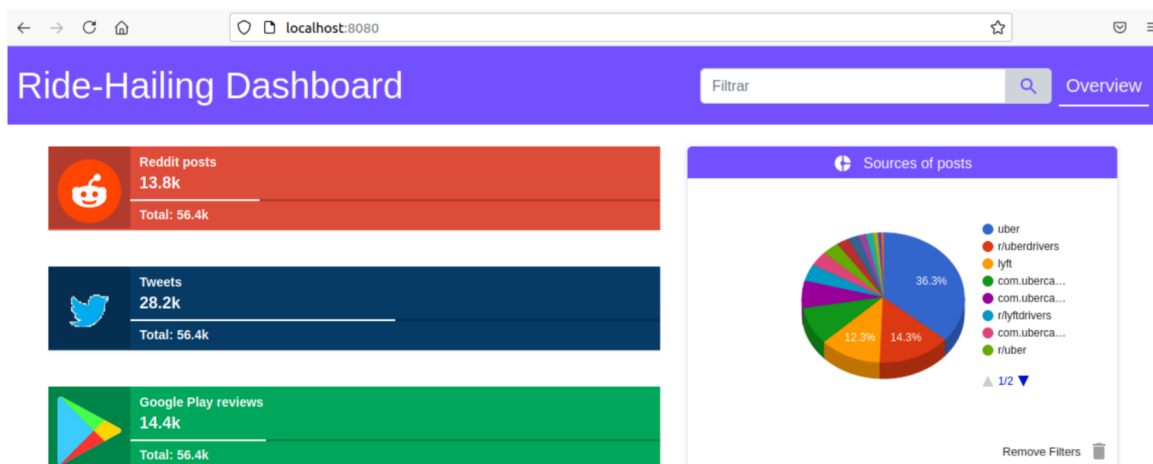 localhost:8080
Ride-Hailing Dashboard
Filtrar
Overview
Reddit posts
13.8k
Total: 56.4k
Tweets
28.2k
Total: 56.4k
Google Play reviews
14.4k
Total: 56.4k
Sources of posts
36.3%
14.3%
12.3%
uber
r/uberdrivers
lyft
com.uberca...
com.uberca...
r/lyftdrivers
com.uberca...
r/uber
1/2
Remove Filters